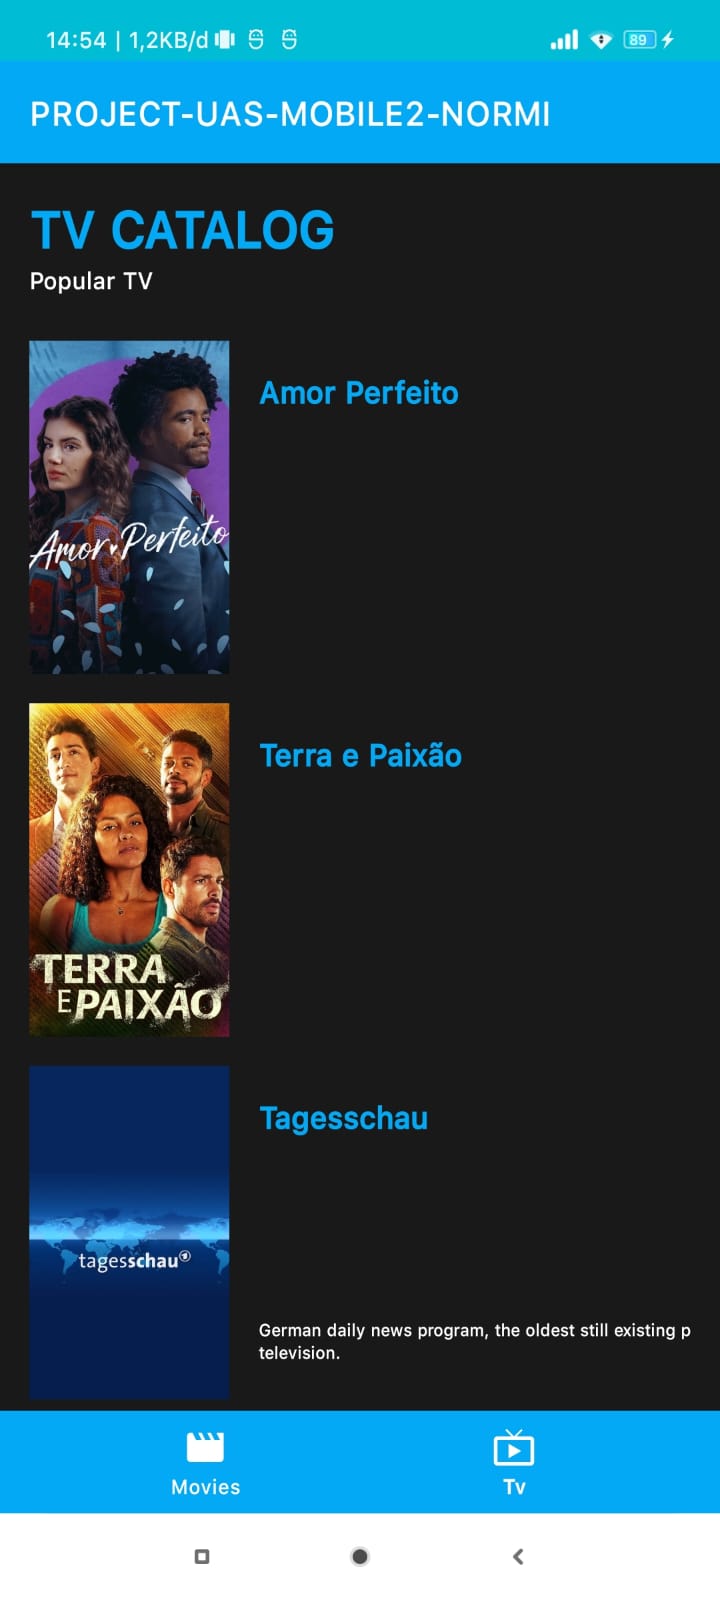 14:54 | 1,2KB/d
89
PROJECT-UAS-MOBILE2-NORMI
TV CATALOG
Popular TV
Amor Perfeito
Amor Perfeito
Terra e Paixão
TERRA
E PAIXÃO
Tagesschau
tagesschau
German daily news program, the oldest still existing p
television.
Movies
Tv